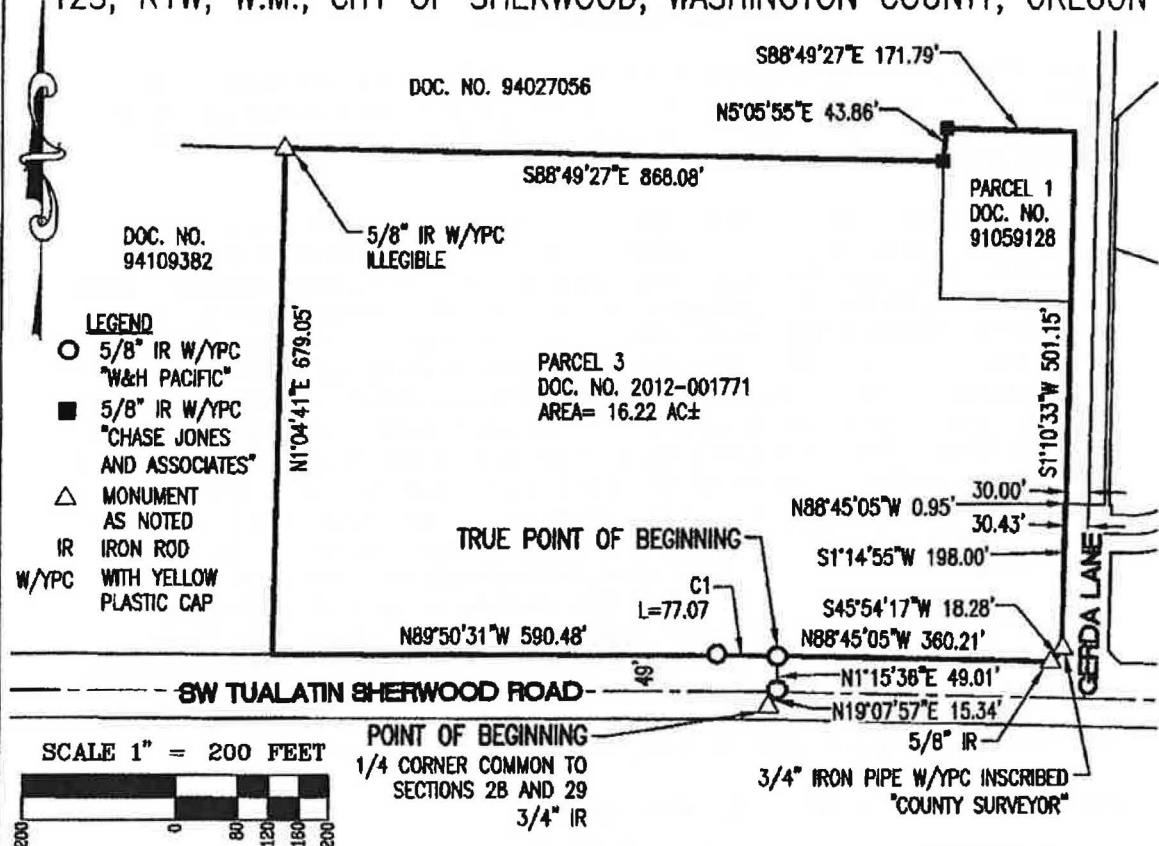 T2S, R1W, W.M., CITY OF SHERWOOD, WASHINGTON COUNTY, OREGON
S88°49'27"E 171.79'
DOC. NO. 94027056
N5°05'55"E 43.86'
S88°49'27"E 868.08'
PARCEL 1
DOC. NO.
91059128
5/8" IR W/YPC
ILLEGIBLE
DOC. NO.
94109382
LEGEND
5/8" IR W/YPC
"W&H PACIFIC"
5/8" IR W/YPC
"CHASE JONES
AND ASSOCIATES"
MONUMENT
AS NOTED
IR IRON ROD
W/YPC WITH YELLOW
PLASTIC CAP
N1°04'41"E 679.05'
PARCEL 3
DOC. NO. 2012-001771
AREA= 16.22 AC±
S1°10'33"W 501.15'
30.00'
N88°45'05"W 0.95'
30.43'
TRUE POINT OF BEGINNING
S1°14'55"W 198.00'
C1
L=77.07
S45°54'17"W 18.28'
N89°50'31"W 590.48'
N88°45'05"W 360.21'
GERDA LANE
49'
N1°15'38"E 49.01'
SW TUALATIN SHERWOOD ROAD
N19°07'57"E 15.34'
POINT OF BEGINNING
1/4 CORNER COMMON TO
SECTIONS 28 AND 29
3/4" IR
5/8" IR
3/4" IRON PIPE W/YPC INSCRIBED
"COUNTY SURVEYOR"
SCALE 1" = 200 FEET
200 0 80 120 160 200